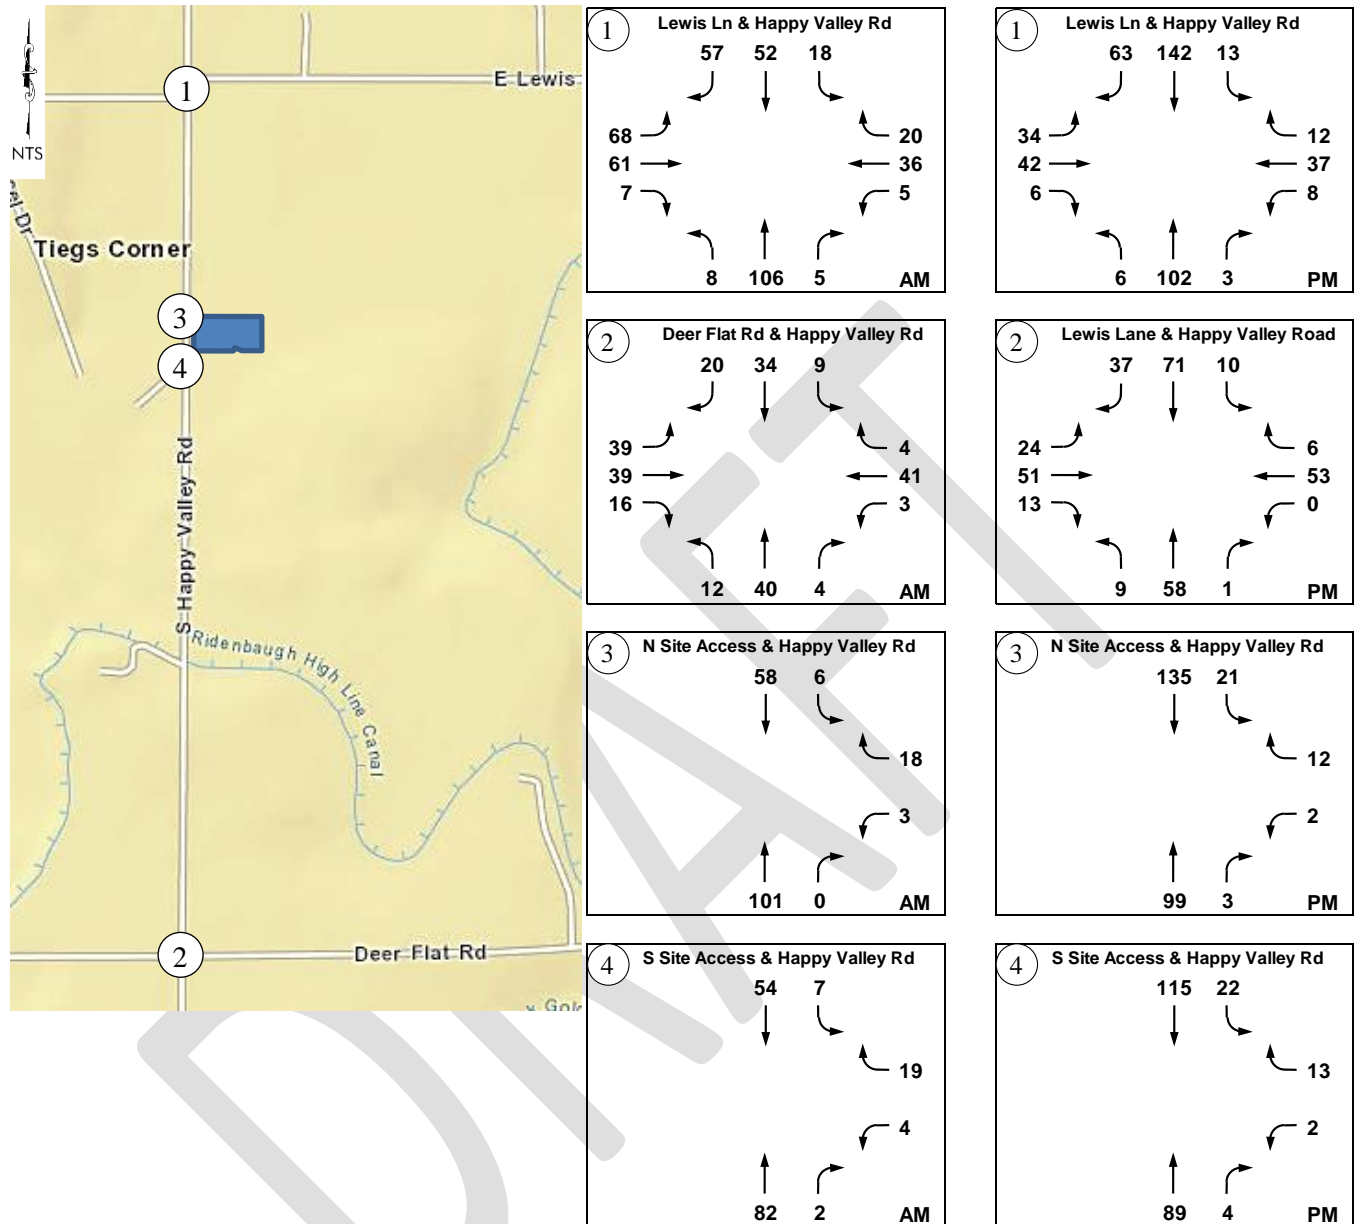 NTS
1
E Lewis
Tiegs Corner
3
4
S Happy Valley Rd
Ridenbaugh High Line Canal
2
Deer Flat Rd
1 Lewis Ln & Happy Valley Rd
57 52 18
68 20
61 36
7 5
8 106 5 AM
1 Lewis Ln & Happy Valley Rd
63 142 13
34 12
42 37
6 8
6 102 3 PM
2 Deer Flat Rd & Happy Valley Rd
20 34 9
39 4
39 41
16 3
12 40 4 AM
2 Lewis Lane & Happy Valley Road
37 71 10
24 6
51 53
13 0
9 58 1 PM
3 N Site Access & Happy Valley Rd
58 6
18
3
101 0 AM
3 N Site Access & Happy Valley Rd
135 21
12
2
99 3 PM
4 S Site Access & Happy Valley Rd
54 7
19
4
82 2 AM
4 S Site Access & Happy Valley Rd
115 22
13
2
89 4 PM
DRAFT